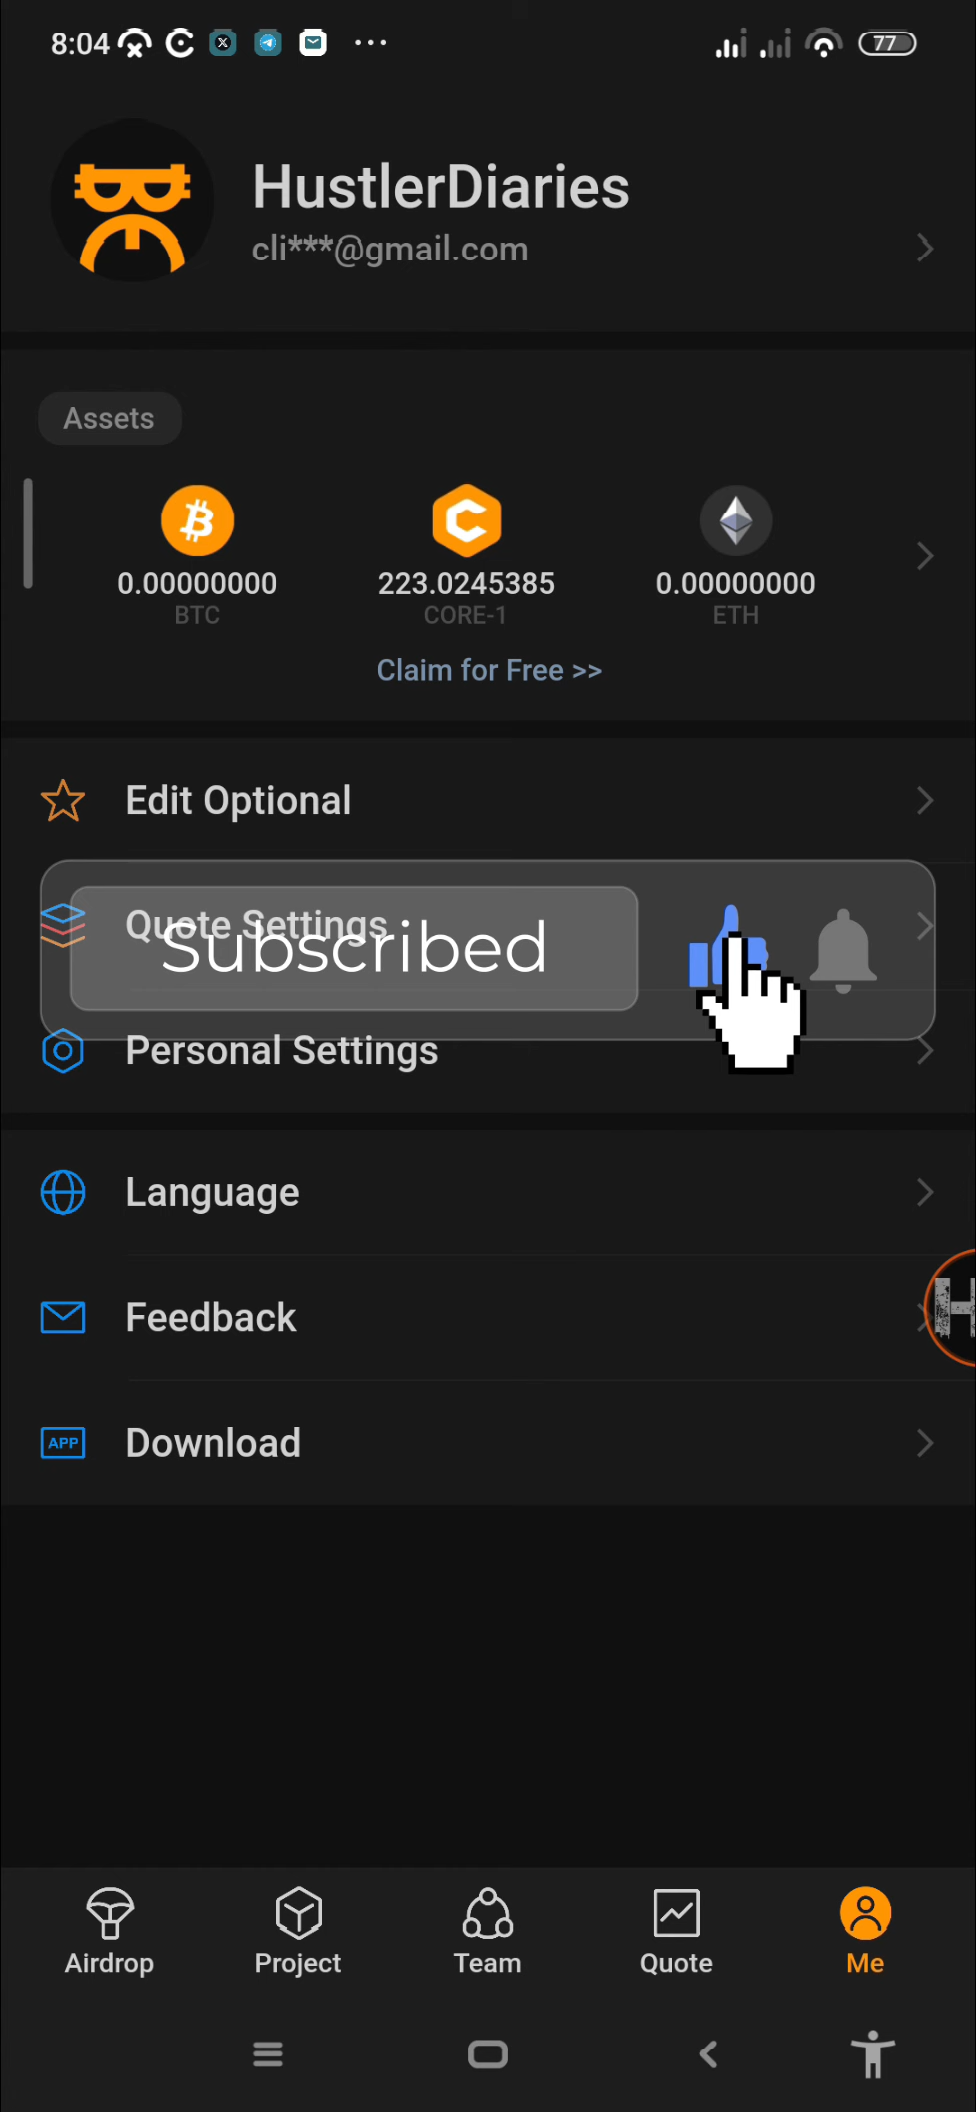 8:04
77
HustlerDiaries
cli***@gmail.com
Assets
0.00000000 223.0245385 0.00000000
BTC CORE-1 ETH
Claim for Free >>
Edit Optional
Quote Settings
Subscribed
Personal Settings
Language
H
Feedback
APP Download
Airdrop Project Team Quote Me